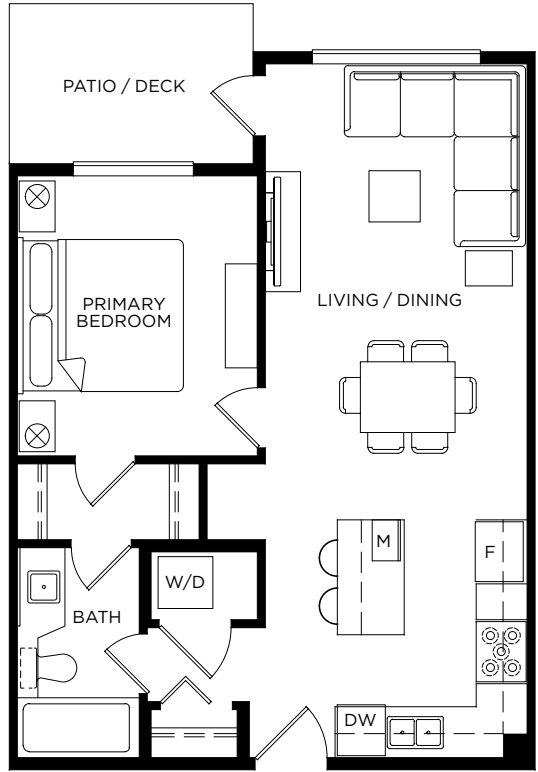 PATIO / DECK
LIVING / DINING
PRIMARY
BEDROOM
M
F
W/D
BATH
DW